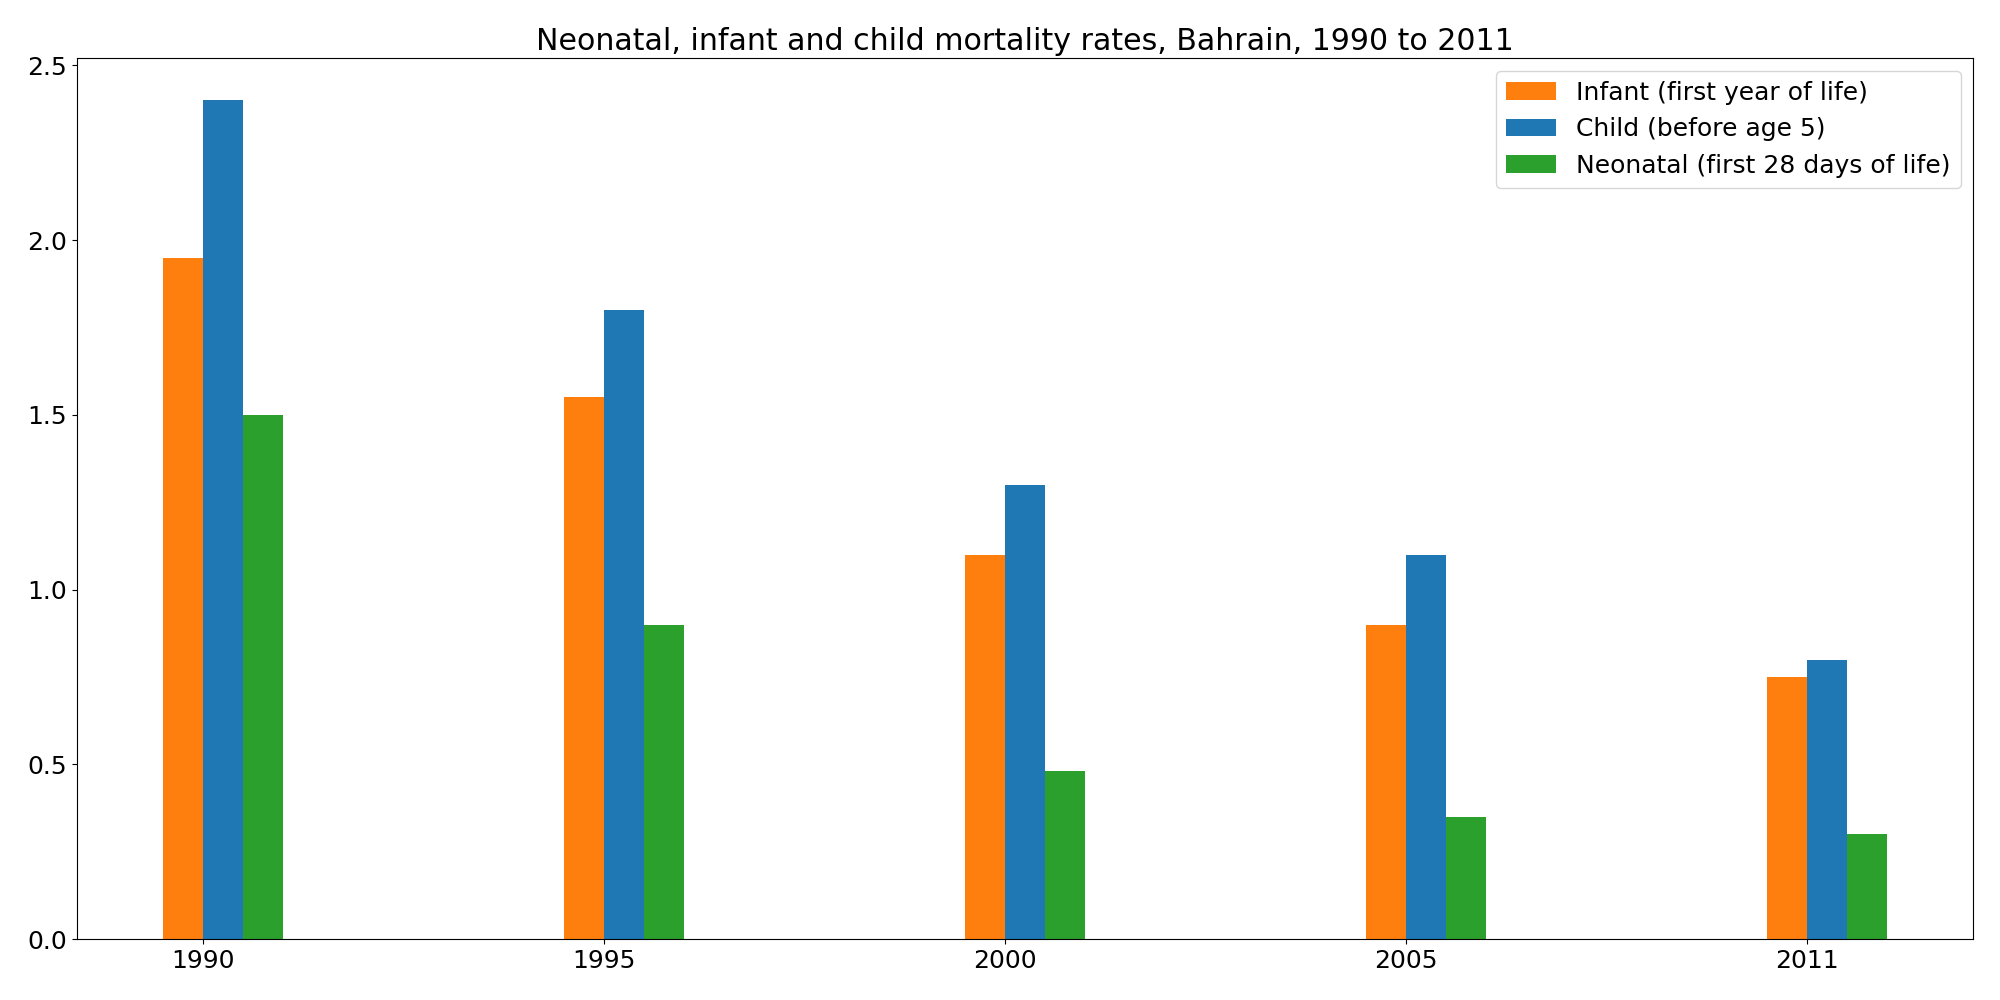 Neonatal, infant and child mortality rates, Bahrain, 1990 to 2011
Infant (first year of life)
Child (before age 5)
Neonatal (first 28 days of life)
2.5
2.0
1.5
1.0
0.5
0.0
1990 1995 2000 2005 2011